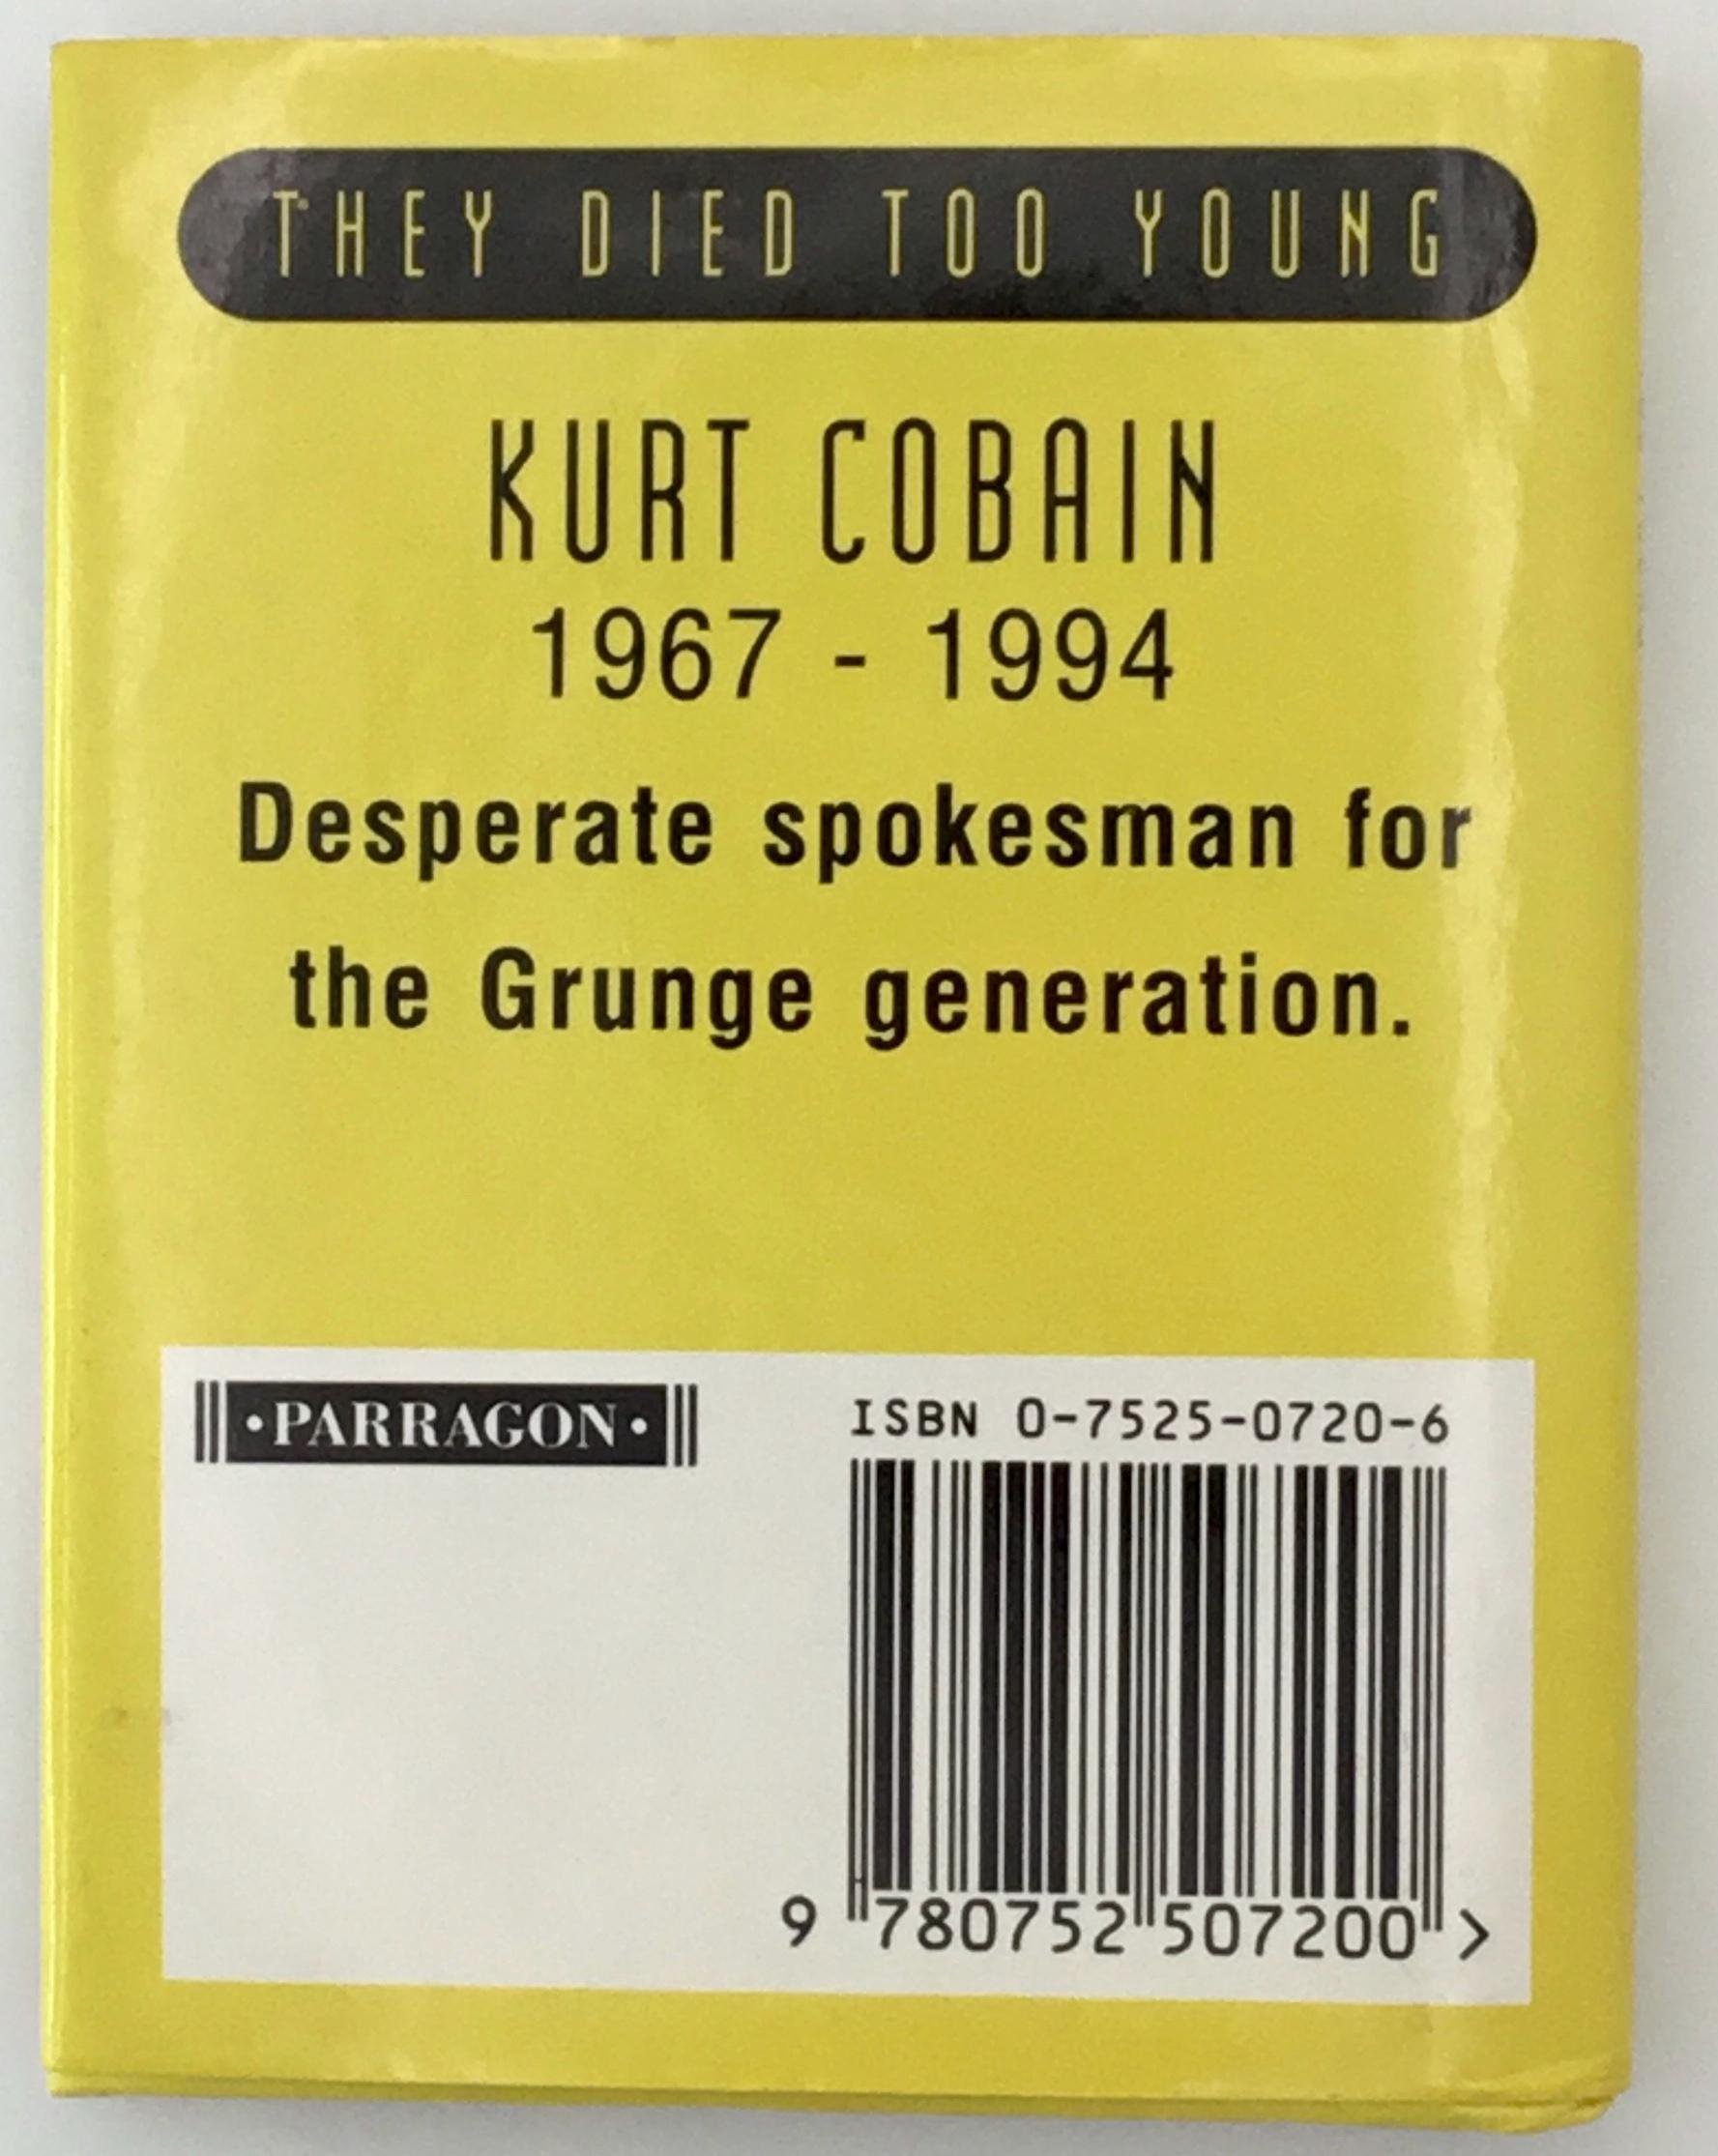 THEY DIED TOO YOUNG
KURT COBAIN
1967 - 1994
Desperate spokesman for
the Grunge generation.
•PARRAGON•
ISBN 0-7525-0720-6
9 780752 507200 >